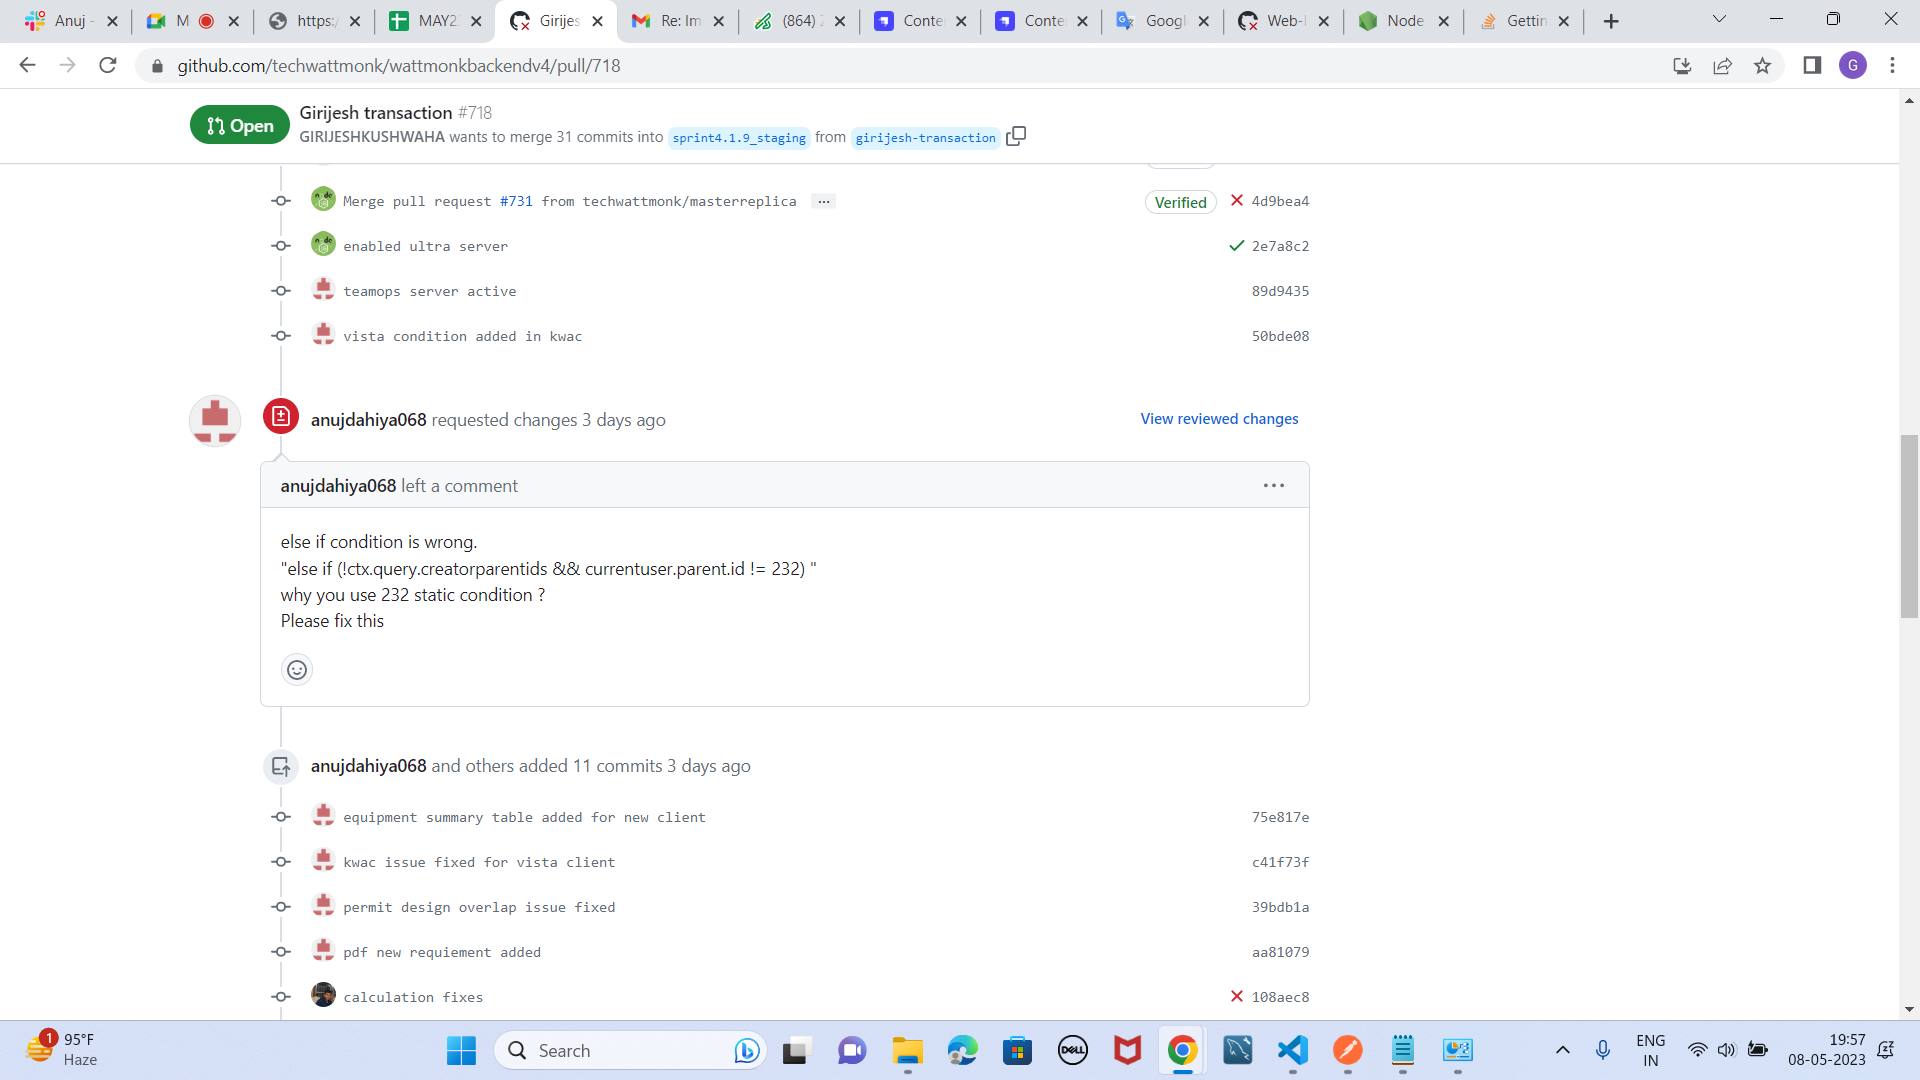 Anuj -
M
https:/
MAY2
Girijes
Re: Im
(864)
Conte
Conte
Googl
Web-
Node
Gettin
github.com/techwattmonk/wattmonkbackendv4/pull/718
G
Open
Girijesh transaction #718
GIRIJESHKUSHWAHA wants to merge 31 commits into sprint4.1.9_staging from girijesh-transaction
Merge pull request #731 from techwattmonk/masterreplica ...
Verified
4d9bea4
enabled ultra server
2e7a8c2
teamops server active
89d9435
vista condition added in kwac
50bde08
anujdahiya068 requested changes 3 days ago
View reviewed changes
anujdahiya068 left a comment
else if condition is wrong.
"else if (!ctx.query.creatorparentids && currentuser.parent.id != 232) "
why you use 232 static condition ?
Please fix this
anujdahiya068 and others added 11 commits 3 days ago
equipment summary table added for new client
75e817e
kwac issue fixed for vista client
c41f73f
permit design overlap issue fixed
39bdb1a
pdf new requiement added
aa81079
calculation fixes
108aec8
1
95°F
Haze
Search
DELL
ENG
IN
19:57
08-05-2023